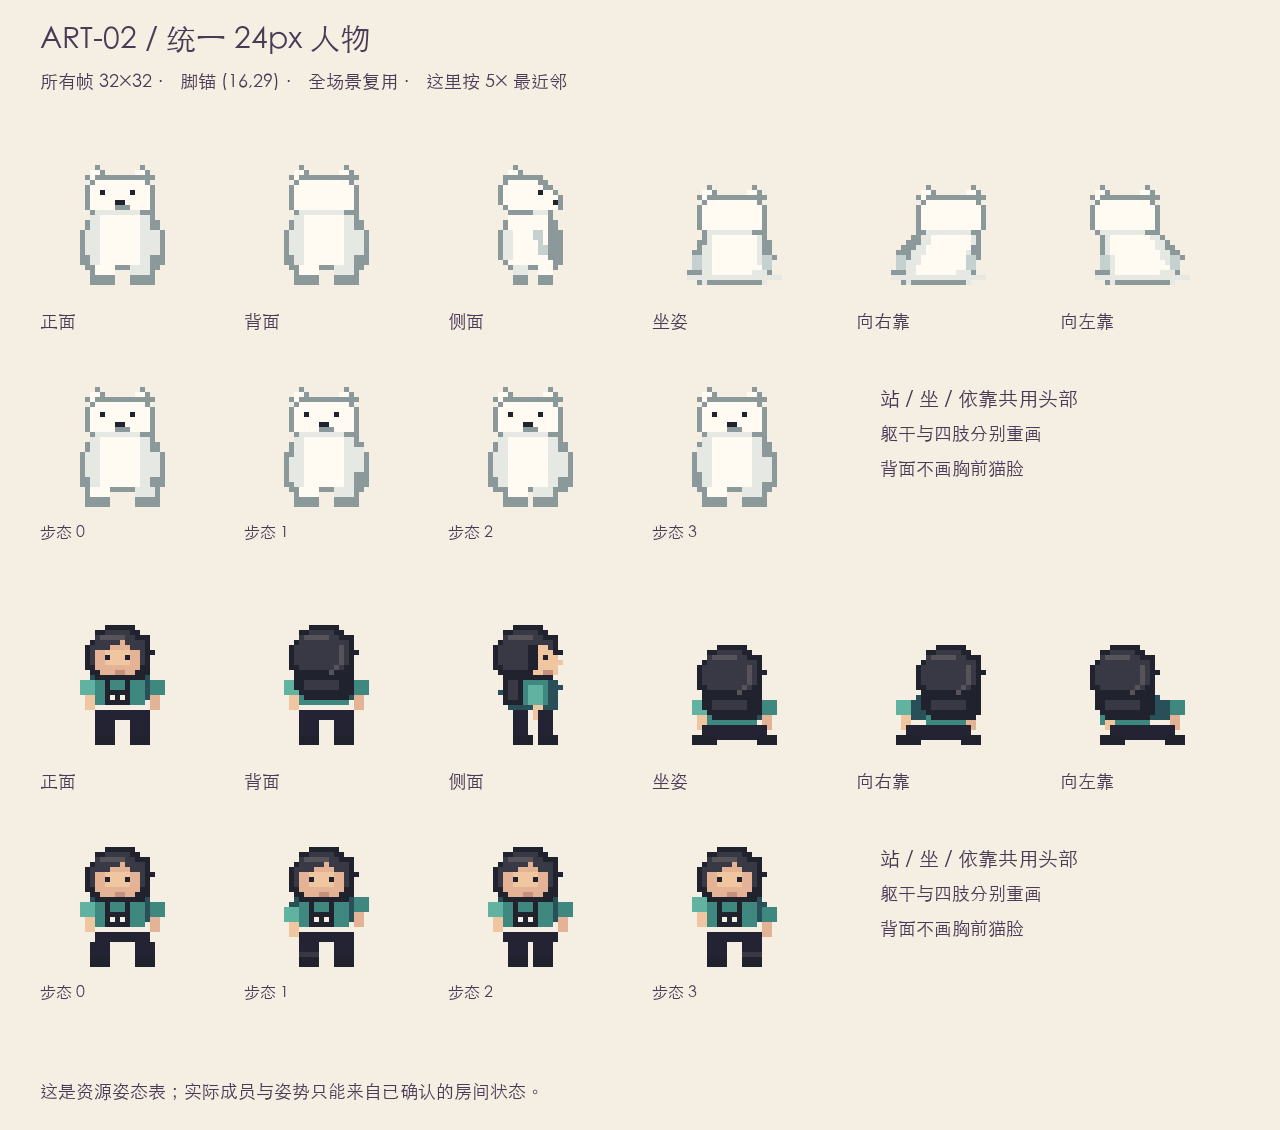 ART-02 / 统一 24px 人物
所有帧 32×32 · 脚锚 (16,29) · 全场景复用 · 这里按 5× 最近邻
正面 背面 侧面 坐姿 向右靠 向左靠
站 / 坐 / 依靠共用头部
躯干与四肢分别重画
背面不画胸前猫脸
步态 0 步态 1 步态 2 步态 3
正面 背面 侧面 坐姿 向右靠 向左靠
站 / 坐 / 依靠共用头部
躯干与四肢分别重画
背面不画胸前猫脸
步态 0 步态 1 步态 2 步态 3
这是资源姿态表；实际成员与姿势只能来自已确认的房间状态。